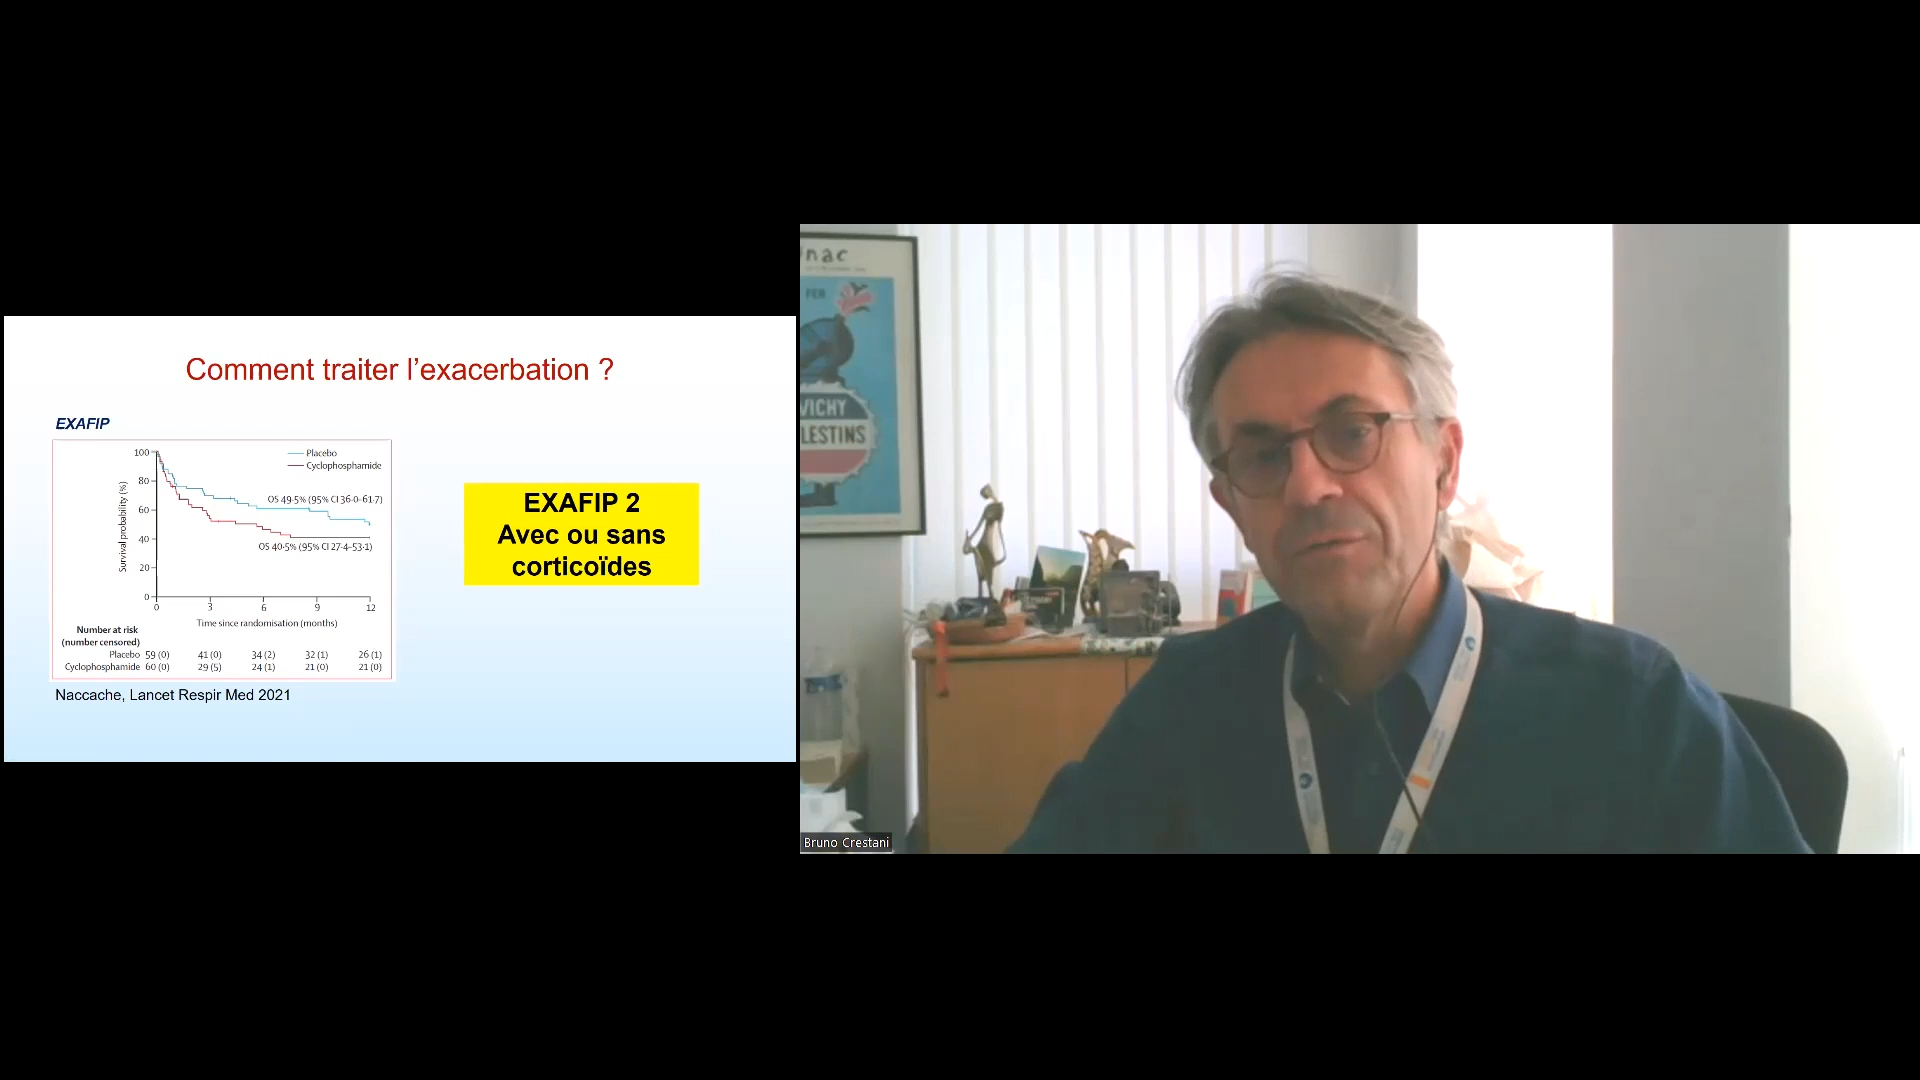 Comment traiter l’exacerbation ?
EXAFIP
100
80
60
40
20
0
Survival probability (%)
Placebo
Cyclophosphamide
OS 49·5% (95% CI 36·0–61·7)
OS 40·5% (95% CI 27·4–53·1)
0 3 6 9 12
Time since randomisation (months)
Number at risk
(number censored)
Placebo 59 (0) 41 (0) 34 (2) 32 (1) 26 (1)
Cyclophosphamide 60 (0) 29 (5) 24 (1) 21 (0) 21 (0)
Naccache, Lancet Respir Med 2021
EXAFIP 2
Avec ou sans
corticoïdes
nac
FER
VICHY
LESTINS
Bruno Crestani